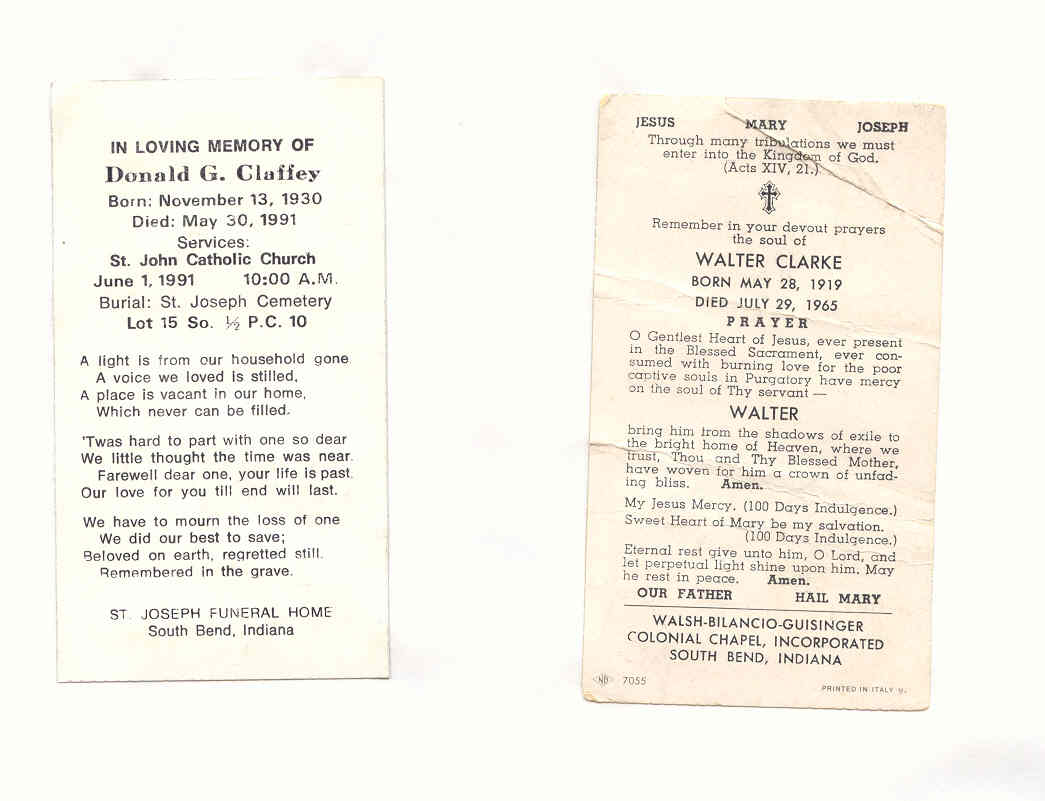 IN LOVING MEMORY OF
Donald G. Claffey
Born: November 13, 1930
Died: May 30, 1991
Services:
St. John Catholic Church
June 1, 1991 10:00 A.M.
Burial: St. Joseph Cemetery
Lot 15 So. ½ P.C. 10
A light is from our household gone
A voice we loved is stilled,
A place is vacant in our home,
Which never can be filled.
'Twas hard to part with one so dear
We little thought the time was near.
Farewell dear one, your life is past.
Our love for you till end will last.
We have to mourn the loss of one
We did our best to save;
Beloved on earth, regretted still.
Remembered in the grave.
ST. JOSEPH FUNERAL HOME
South Bend, Indiana
JESUS MARY JOSEPH
Through many tribulations we must
enter into the Kingdom of God.
(Acts XIV, 21.)
Remember in your devout prayers
the soul of
WALTER CLARKE
BORN MAY 28, 1919
DIED JULY 29, 1965
PRAYER
O Gentlest Heart of Jesus, ever present
in the Blessed Sacrament, ever con-
sumed with burning love for the poor
captive souls in Purgatory have mercy
on the soul of Thy servant —
WALTER
bring him from the shadows of exile to
the bright home of Heaven, where we
trust, Thou and Thy Blessed Mother,
have woven for him a crown of unfad-
ing bliss. Amen.
My Jesus Mercy. (100 Days Indulgence.)
Sweet Heart of Mary be my salvation.
(100 Days Indulgence.)
Eternal rest give unto him, O Lord, and
let perpetual light shine upon him. May
he rest in peace. Amen.
OUR FATHER HAIL MARY
WALSH-BILANCIO-GUISINGER
COLONIAL CHAPEL, INCORPORATED
SOUTH BEND, INDIANA
NB 7055
PRINTED IN ITALY